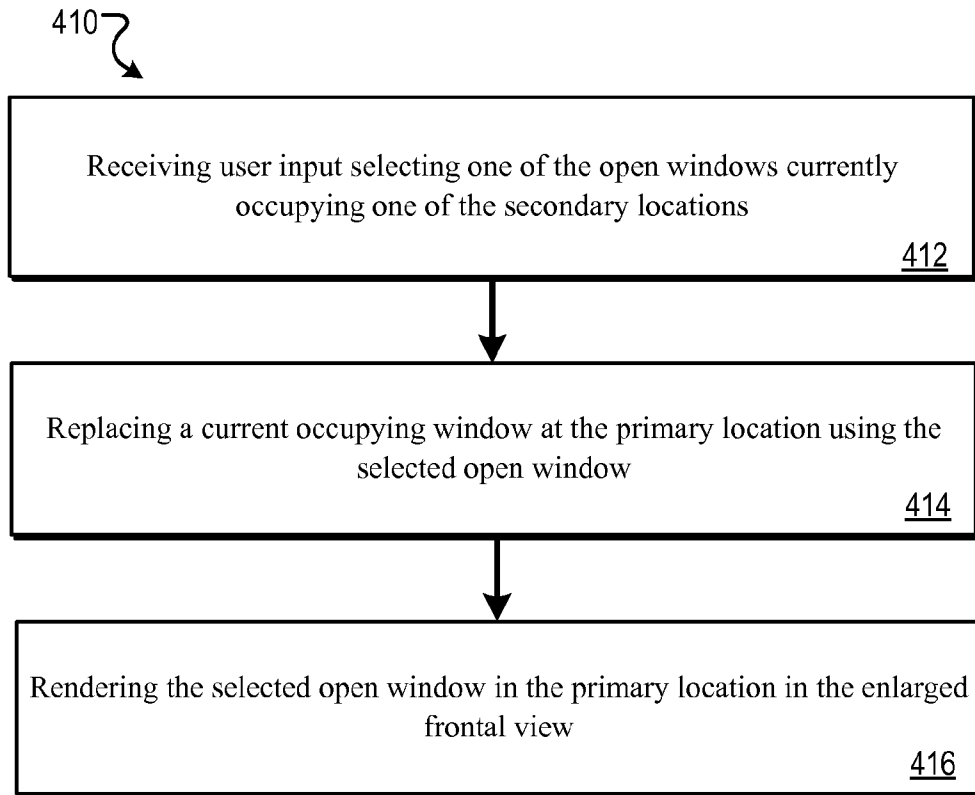 410
Receiving user input selecting one of the open windows currently
occupying one of the secondary locations
412
Replacing a current occupying window at the primary location using the
selected open window
414
Rendering the selected open window in the primary location in the enlarged
frontal view
416